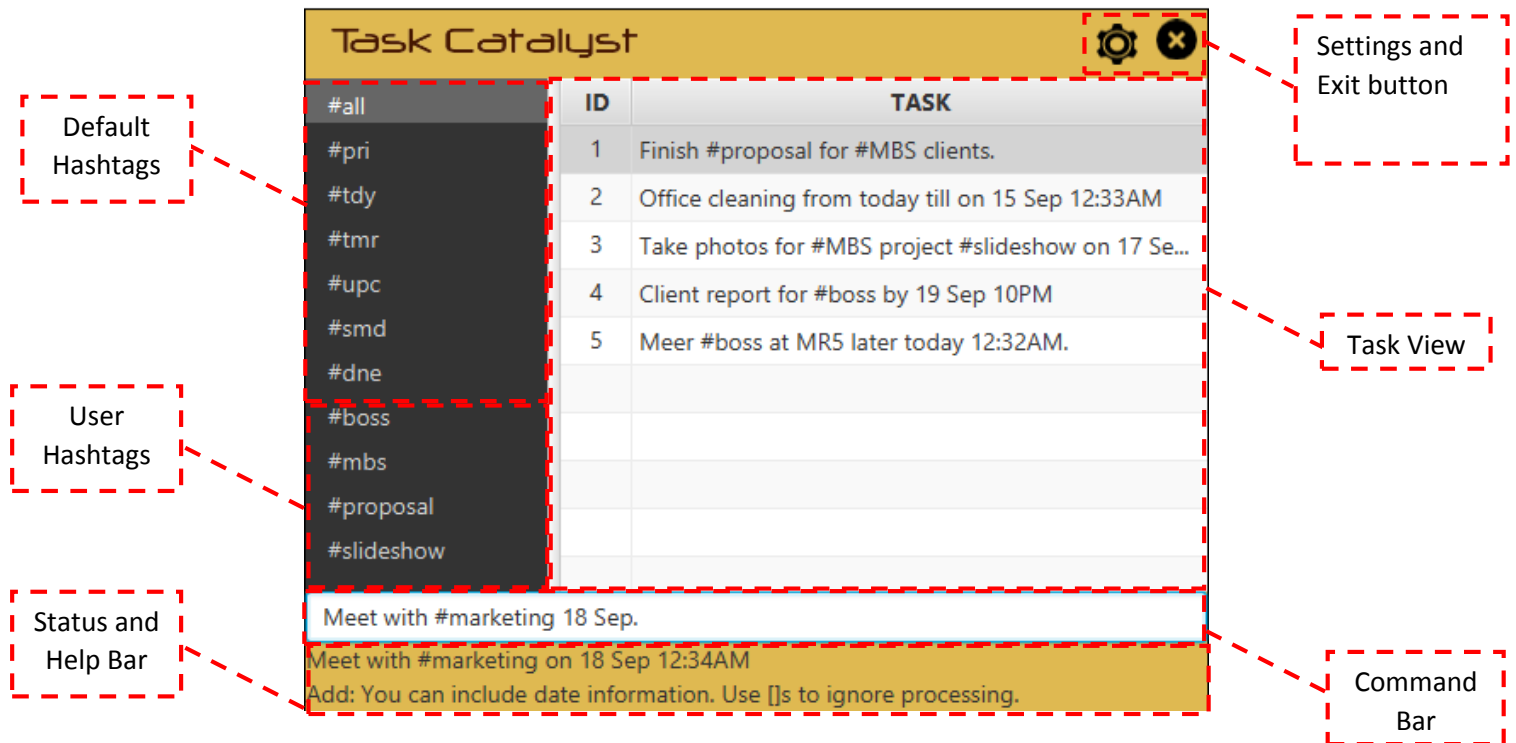 Task Catalyst
Settings and
Exit button
Default
Hashtags
#all
#pri
#tdy
#tmr
#upc
#smd
#dne
User
Hashtags
#boss
#mbs
#proposal
#slideshow
ID TASK
1 Finish #proposal for #MBS clients.
2 Office cleaning from today till on 15 Sep 12:33AM
3 Take photos for #MBS project #slideshow on 17 Se...
4 Client report for #boss by 19 Sep 10PM
5 Meer #boss at MR5 later today 12:32AM.
Task View
Meet with #marketing 18 Sep.
Command
Bar
Status and
Help Bar
Meet with #marketing on 18 Sep 12:34AM
Add: You can include date information. Use []s to ignore processing.